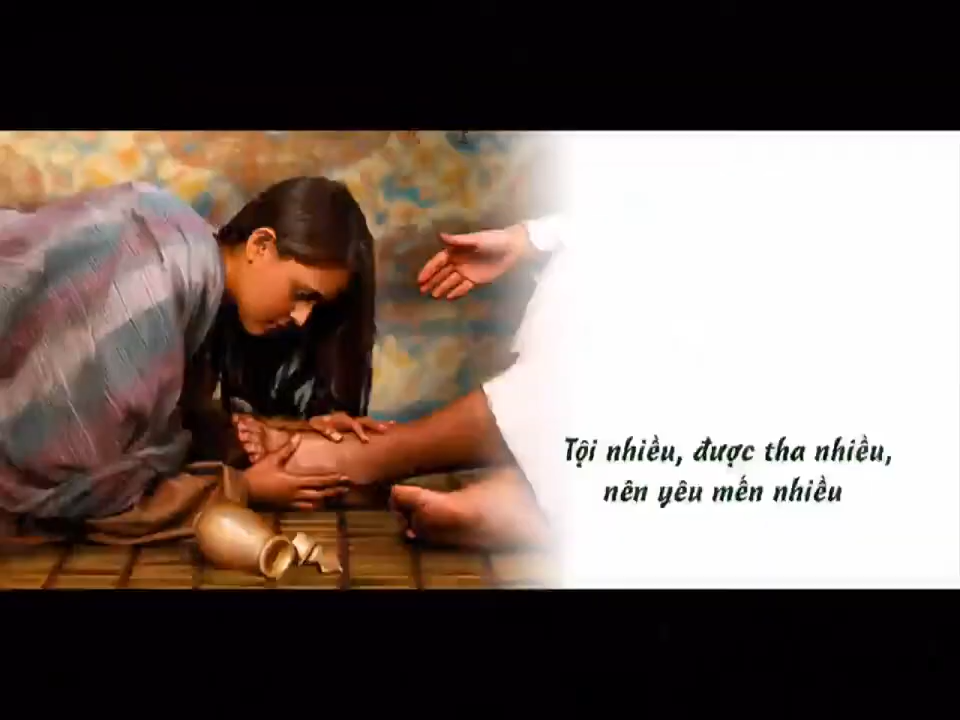 Tội nhiều, được tha nhiều,
nên yêu mến nhiều